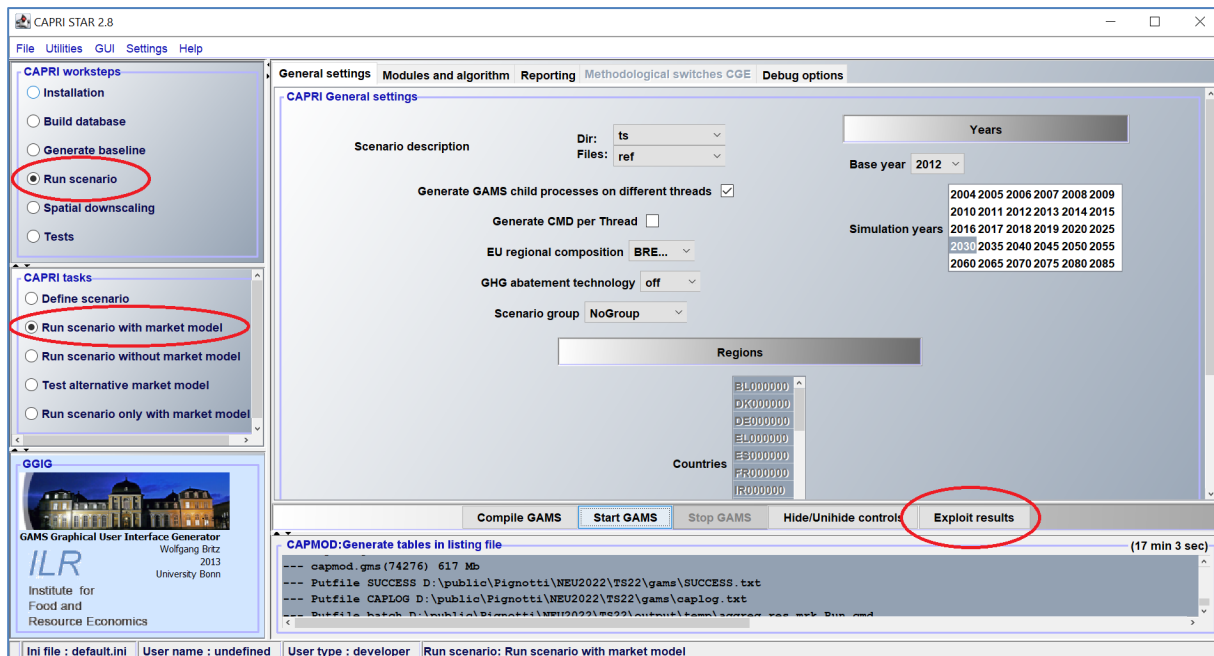 CAPRI STAR 2.8
File Utilities GUI Settings Help
CAPRI worksteps
Installation
Build database
Generate baseline
Run scenario
Spatial downscaling
Tests
CAPRI tasks
Define scenario
Run scenario with market model
Run scenario without market model
Test alternative market model
Run scenario only with market model
GGIG
GAMS Graphical User Interface Generator
Wolfgang Britz
2013
University Bonn
ILR
Institute for
Food and
Resource Economics
General settings Modules and algorithm Reporting Methodological switches CGE Debug options
CAPRI General settings
Scenario description
Dir: ts
Files: ref
Generate GAMS child processes on different threads
Generate CMD per Thread
EU regional composition BRE...
GHG abatement technology off
Scenario group NoGroup
Years
Base year 2012
Simulation years
2004 2005 2006 2007 2008 2009
2010 2011 2012 2013 2014 2015
2016 2017 2018 2019 2020 2025
2030 2035 2040 2045 2050 2055
2060 2065 2070 2075 2080 2085
Regions
Countries
BL000000
DK000000
DE000000
EL000000
ES000000
FR000000
IR000000
Compile GAMS Start GAMS Stop GAMS Hide/Unihide controls Exploit results
CAPMOD:Generate tables in listing file (17 min 3 sec)
--- capmod.gms(74276) 617 Mb
--- Putfile SUCCESS D:\public\Pignotti\NEU2022\TS22\gams\SUCCESS.txt
--- Putfile CAPLOG D:\public\Pignotti\NEU2022\TS22\gams\caplog.txt
--- Putfile batch D:\public\Pignotti\NEU2022\TS22\output\temp\aggreg_res_mrk_Run.cmd
Ini file : default.ini User name : undefined User type : developer Run scenario: Run scenario with market model